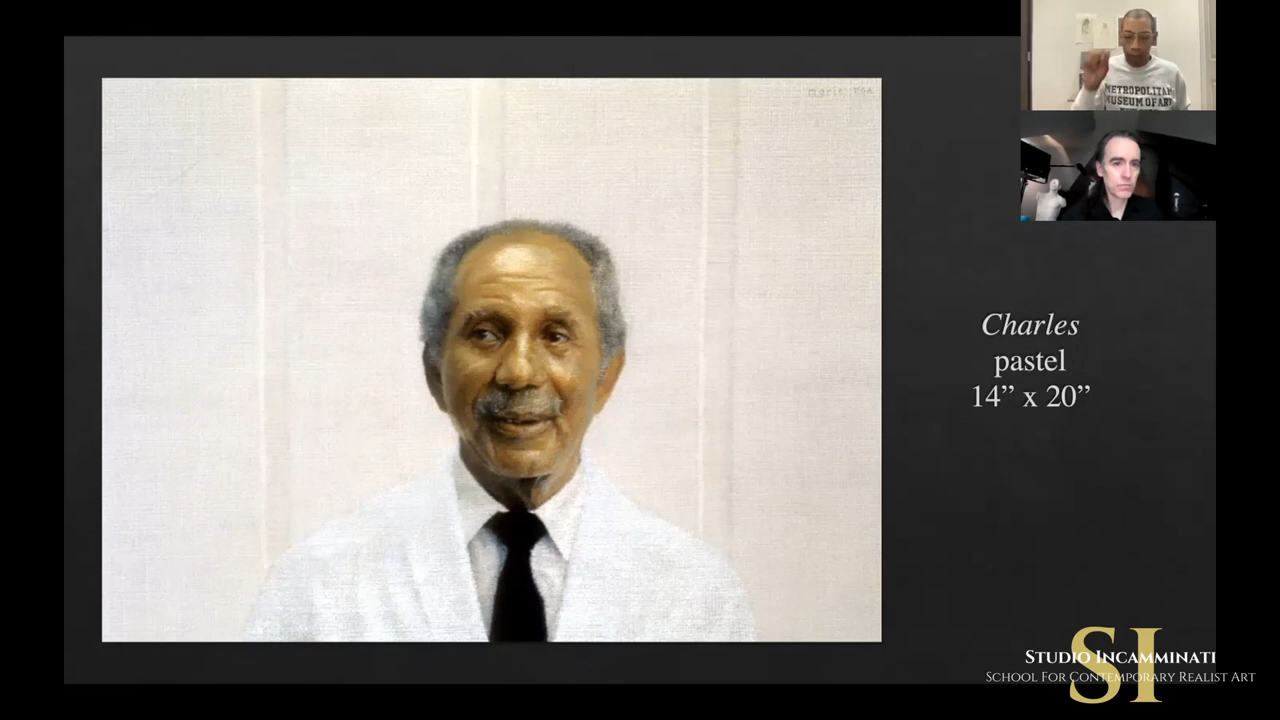 METROPOLITAN
MUSEUM OF ART
Charles
pastel
14” x 20”
SI
STUDIO INCAMMINATI
SCHOOL FOR CONTEMPORARY REALIST ART